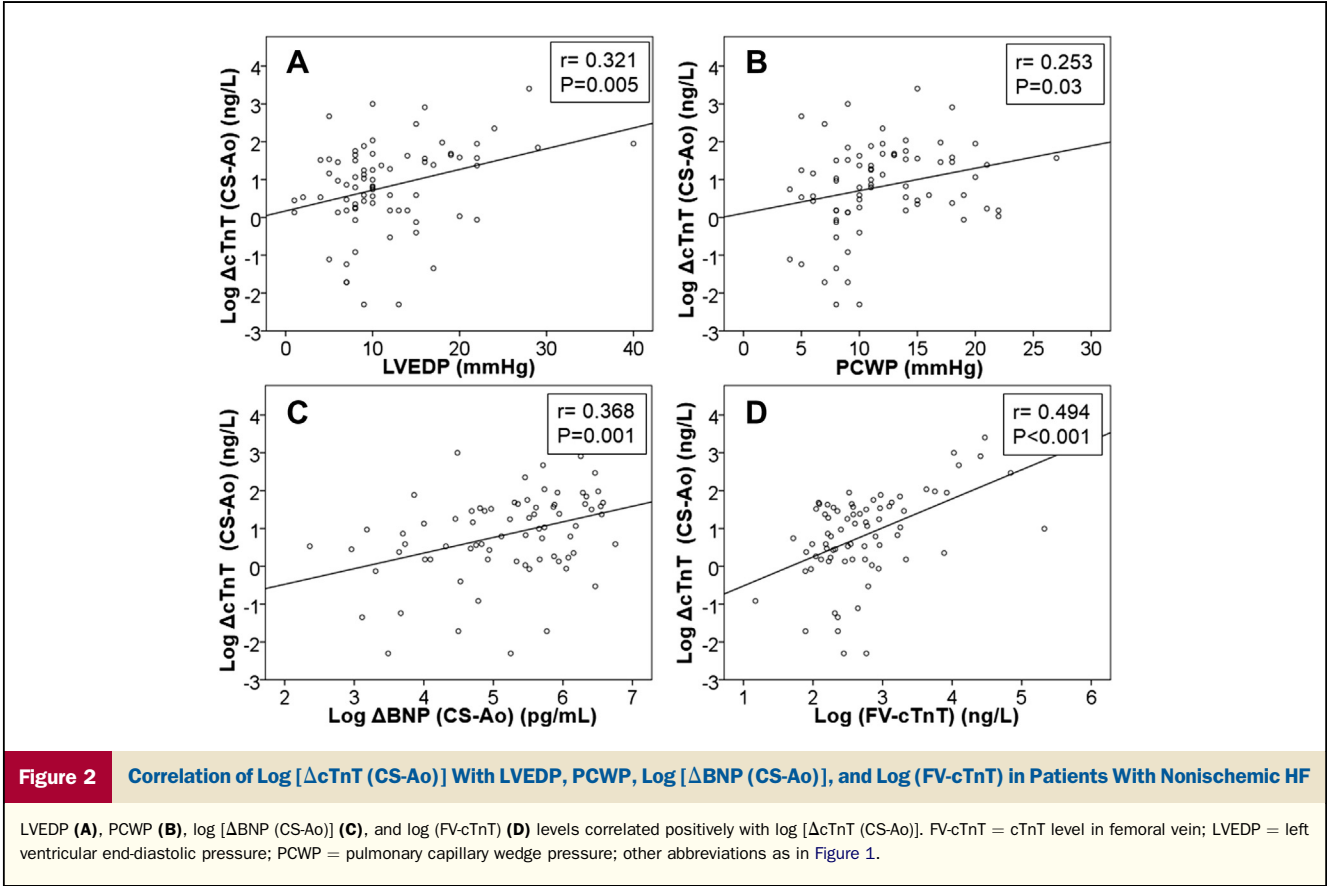 A
r= 0.321
P=0.005
Log ΔcTnT (CS-Ao) (ng/L)
4
3
2
1
0
-1
-2
-3
0 10 20 30 40
LVEDP (mmHg)
B
r= 0.253
P=0.03
Log ΔcTnT (CS-Ao) (ng/L)
4
3
2
1
0
-1
-2
-3
0 5 10 15 20 25 30
PCWP (mmHg)
C
r= 0.368
P=0.001
Log ΔcTnT (CS-Ao) (ng/L)
4
3
2
1
0
-1
-2
-3
2 3 4 5 6 7
Log ΔBNP (CS-Ao) (pg/mL)
D
r= 0.494
P<0.001
Log ΔcTnT (CS-Ao) (ng/L)
4
3
2
1
0
-1
-2
-3
1 2 3 4 5 6
Log (FV-cTnT) (ng/L)
Figure 2 Correlation of Log [ΔcTnT (CS-Ao)] With LVEDP, PCWP, Log [ΔBNP (CS-Ao)], and Log (FV-cTnT) in Patients With Nonischemic HF
LVEDP (A), PCWP (B), log [ΔBNP (CS-Ao)] (C), and log (FV-cTnT) (D) levels correlated positively with log [ΔcTnT (CS-Ao)]. FV-cTnT = cTnT level in femoral vein; LVEDP = left
ventricular end-diastolic pressure; PCWP = pulmonary capillary wedge pressure; other abbreviations as in Figure 1.